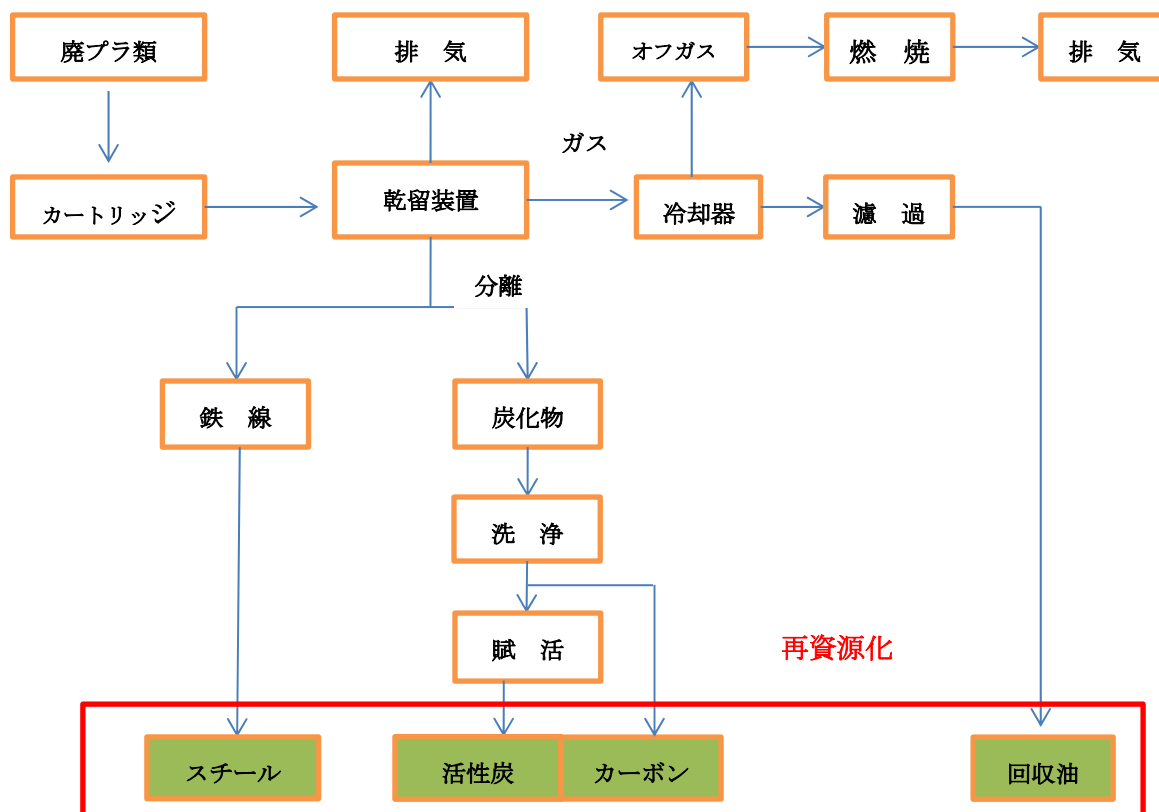 廃プラ類
排　気
オフガス
燃　焼
排　気
ガス
カートリッジ
乾留装置
冷却器
濾　過
分離
鉄　線
炭化物
洗　浄
賦　活
再資源化
スチール
活性炭
カーボン
回収油